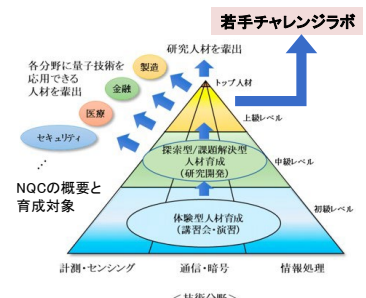 若手チャレンジラボ
研究人材を輩出
各分野に量子技術を
応用できる
人材を輩出
製造
金融
医療
セキュリティ
⋮
トップ人材
上級レベル
探索型/課題解決型
人材育成
(研究開発)
中級レベル
NQCの概要と
育成対象
体験型人材育成
(講習会・演習)
初級レベル
計測・センシング
通信・暗号
情報処理
<技術分野>